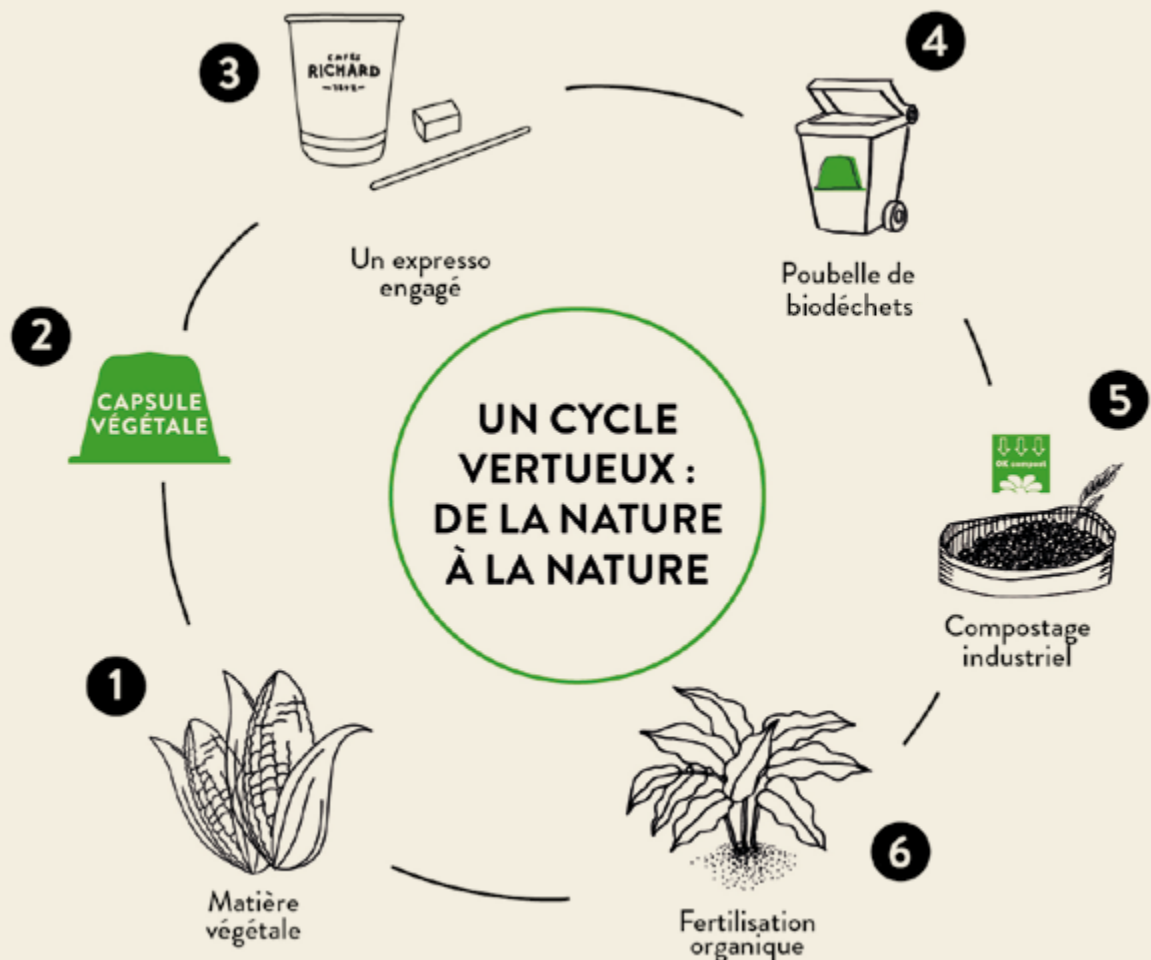 3
CAFÉS
RICHARD
Un expresso
engagé
4
Poubelle de
biodéchets
2
CAPSULE
VÉGÉTALE
UN CYCLE
VERTUEUX :
DE LA NATURE
À LA NATURE
5
OK compost
Compostage
industriel
1
Matière
végétale
6
Fertilisation
organique